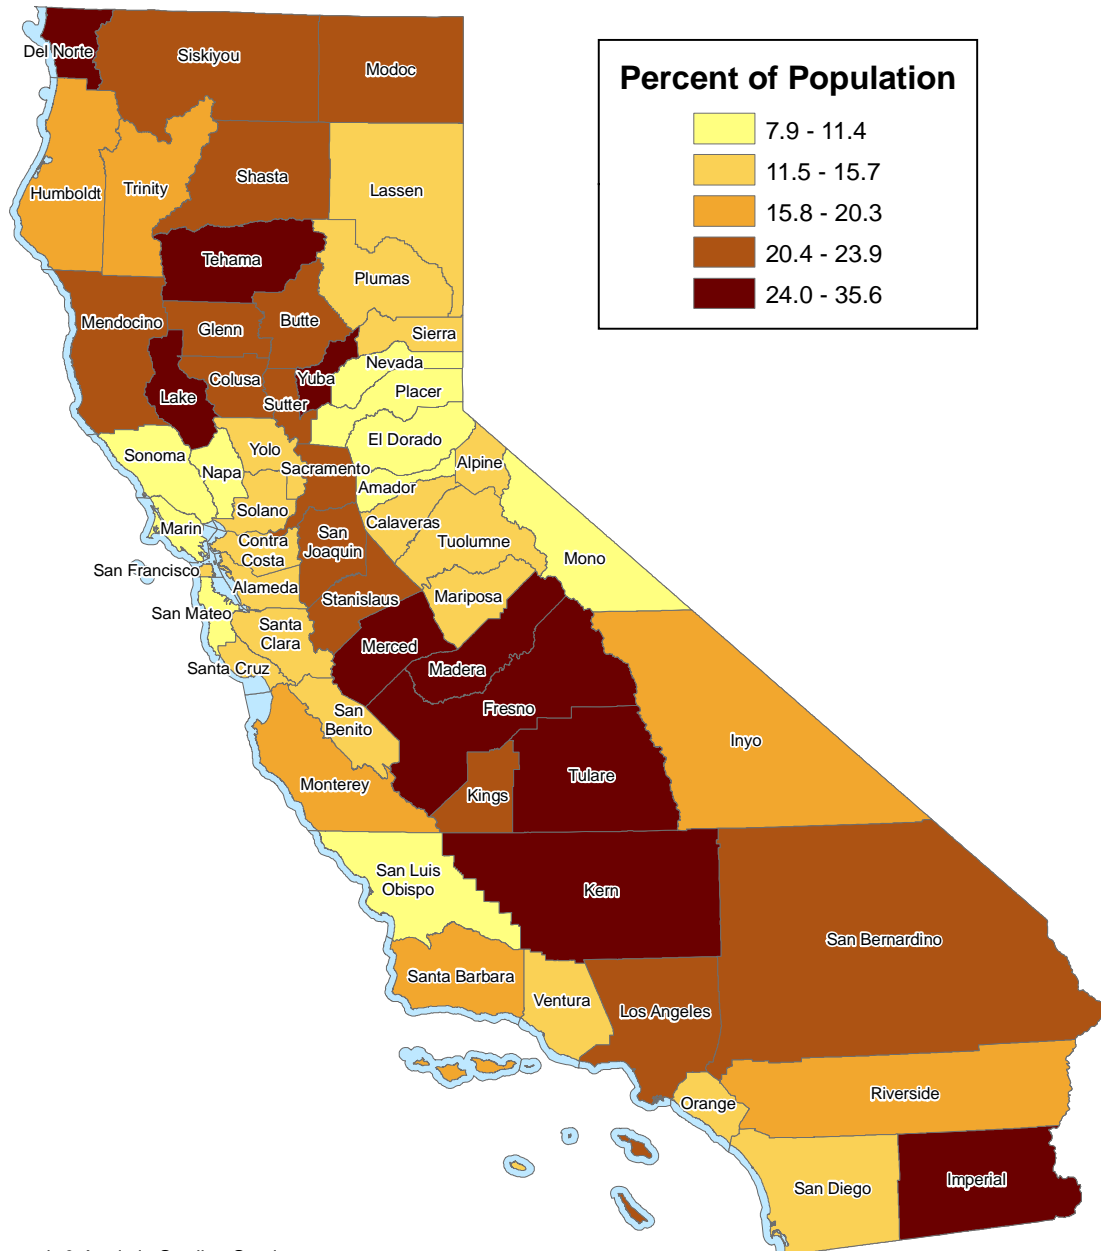 Percent of Population
7.9 - 11.4
11.5 - 15.7
15.8 - 20.3
20.4 - 23.9
24.0 - 35.6
Del Norte
Siskiyou
Modoc
Humboldt
Trinity
Shasta
Lassen
Tehama
Plumas
Mendocino
Glenn
Butte
Sierra
Lake
Colusa
Yuba
Nevada
Sutter
Placer
Sonoma
Napa
Yolo
Sacramento
El Dorado
Alpine
Amador
Marin
Solano
Calaveras
Contra
Costa
San
Joaquin
Tuolumne
Mono
San Francisco
Alameda
Stanislaus
Mariposa
San Mateo
Santa
Clara
Merced
Madera
Santa Cruz
San
Benito
Fresno
Inyo
Monterey
Kings
Tulare
San Luis
Obispo
Kern
San Bernardino
Santa Barbara
Ventura
Los Angeles
Orange
Riverside
San Diego
Imperial